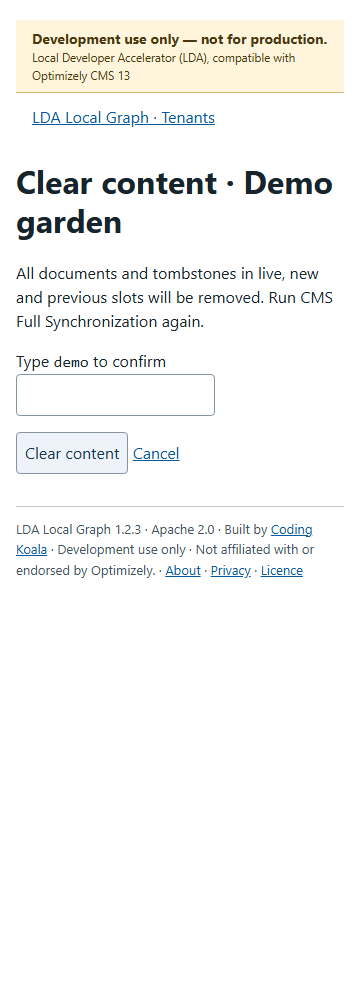 Development use only — not for production.
Local Developer Accelerator (LDA), compatible with
Optimizely CMS 13
LDA Local Graph · Tenants
Clear content · Demo
garden
All documents and tombstones in live, new
and previous slots will be removed. Run CMS
Full Synchronization again.
Type demo to confirm
Clear content Cancel
LDA Local Graph 1.2.3 · Apache 2.0 · Built by Coding
Koala · Development use only · Not affiliated with or
endorsed by Optimizely. · About · Privacy · Licence